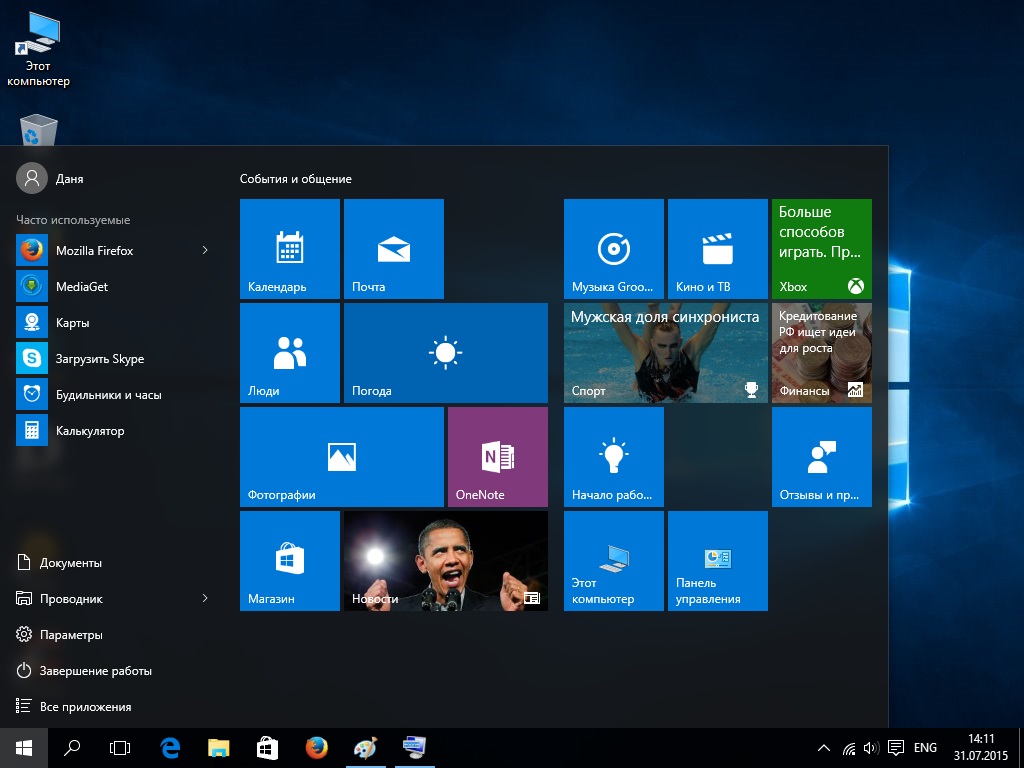 Этот
компьютер
Даня
Часто используемые
Mozilla Firefox
MediaGet
Карты
Загрузить Skype
Будильники и часы
Калькулятор
Документы
Проводник
Параметры
Завершение работы
Все приложения
События и общение
Календарь
Почта
Люди
Погода
Фотографии
OneNote
Магазин
Новости
Музыка Groo...
Кино и ТВ
Больше
способов
играть. Пр...
Xbox
Мужская доля синхрониста
Спорт
Кредитование
РФ ищет идеи
для роста
Финансы
Начало рабо...
Отзывы и пр...
Этот
компьютер
Панель
управления
ENG
14:11
31.07.2015